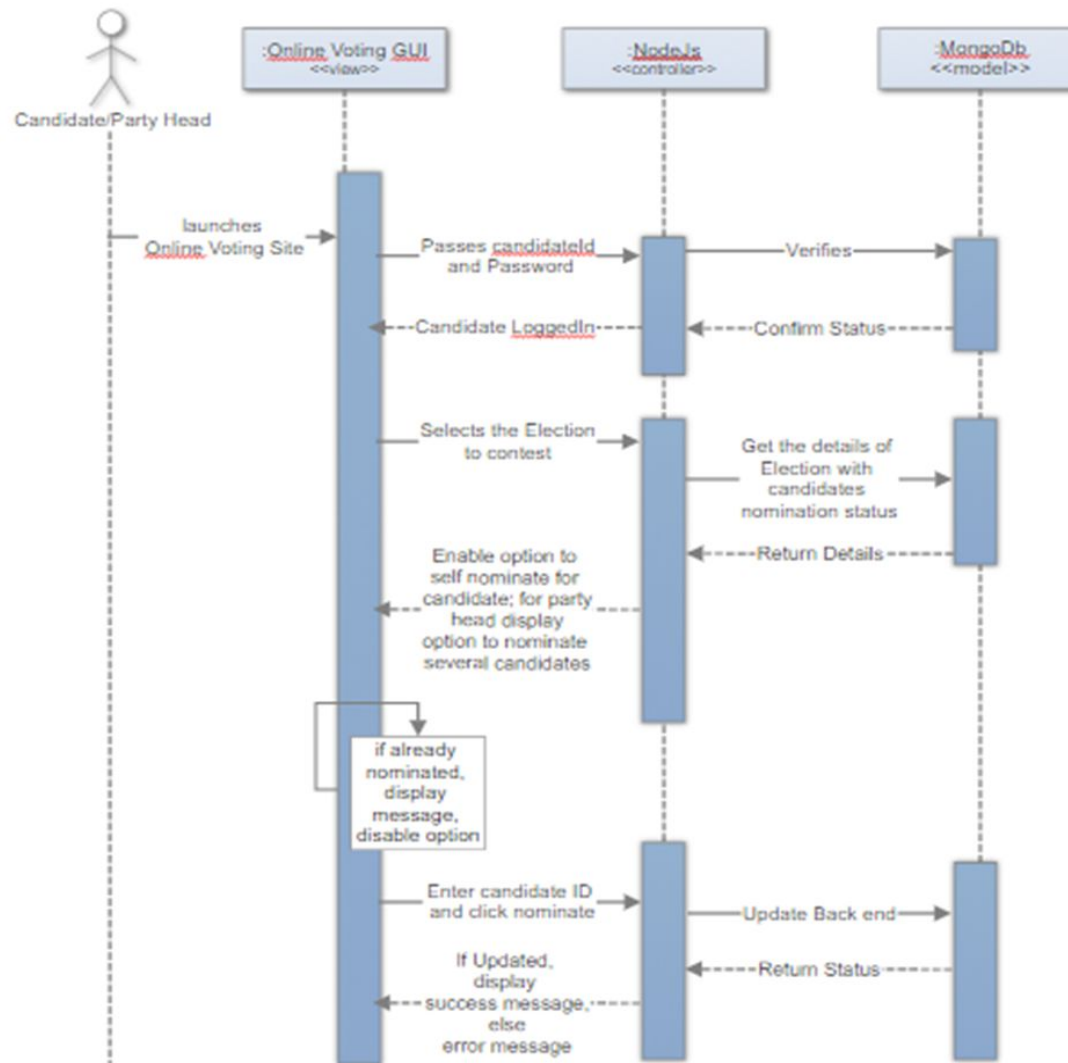 :Online Voting GUI
<<view>>
:NodeJs
<<controller>>
:MongoDb
<<model>>
Candidate/Party Head
launches
Online Voting Site
Passes candidateId
and Password
Verifies
Candidate LoggedIn
Confirm Status
Selects the Election
to contest
Get the details of
Election with
candidates
nomination status
Return Details
Enable option to
self nominate for
candidate; for party
head display
option to nominate
several candidates
if already
nominated,
display
message,
disable option
Enter candidate ID
and click nominate
Update Back end
Return Status
If Updated,
display
success message,
else
error message